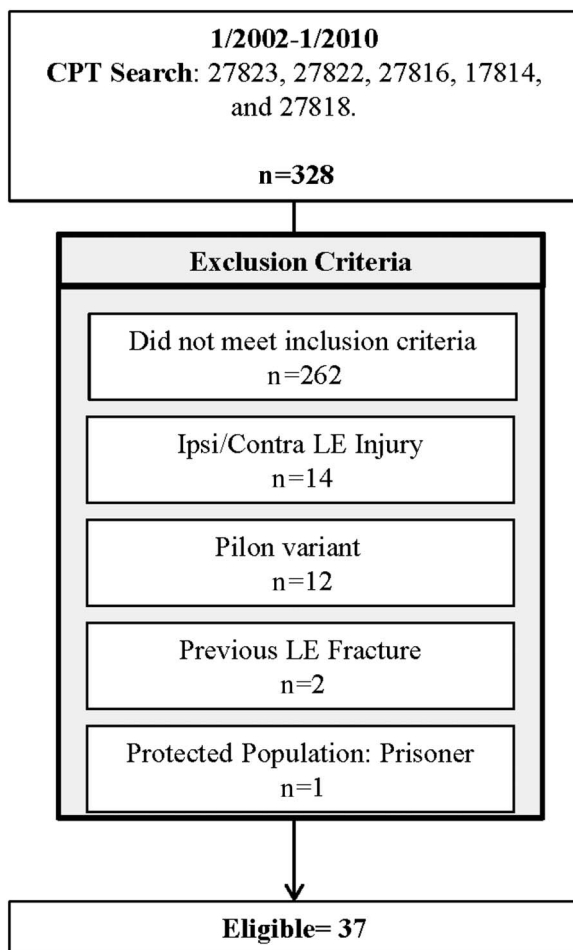 1/2002-1/2010
CPT Search: 27823, 27822, 27816, 17814,
and 27818.
n=328
Exclusion Criteria
Did not meet inclusion criteria
n=262
Ipsi/Contra LE Injury
n=14
Pilon variant
n=12
Previous LE Fracture
n=2
Protected Population: Prisoner
n=1
Eligible= 37